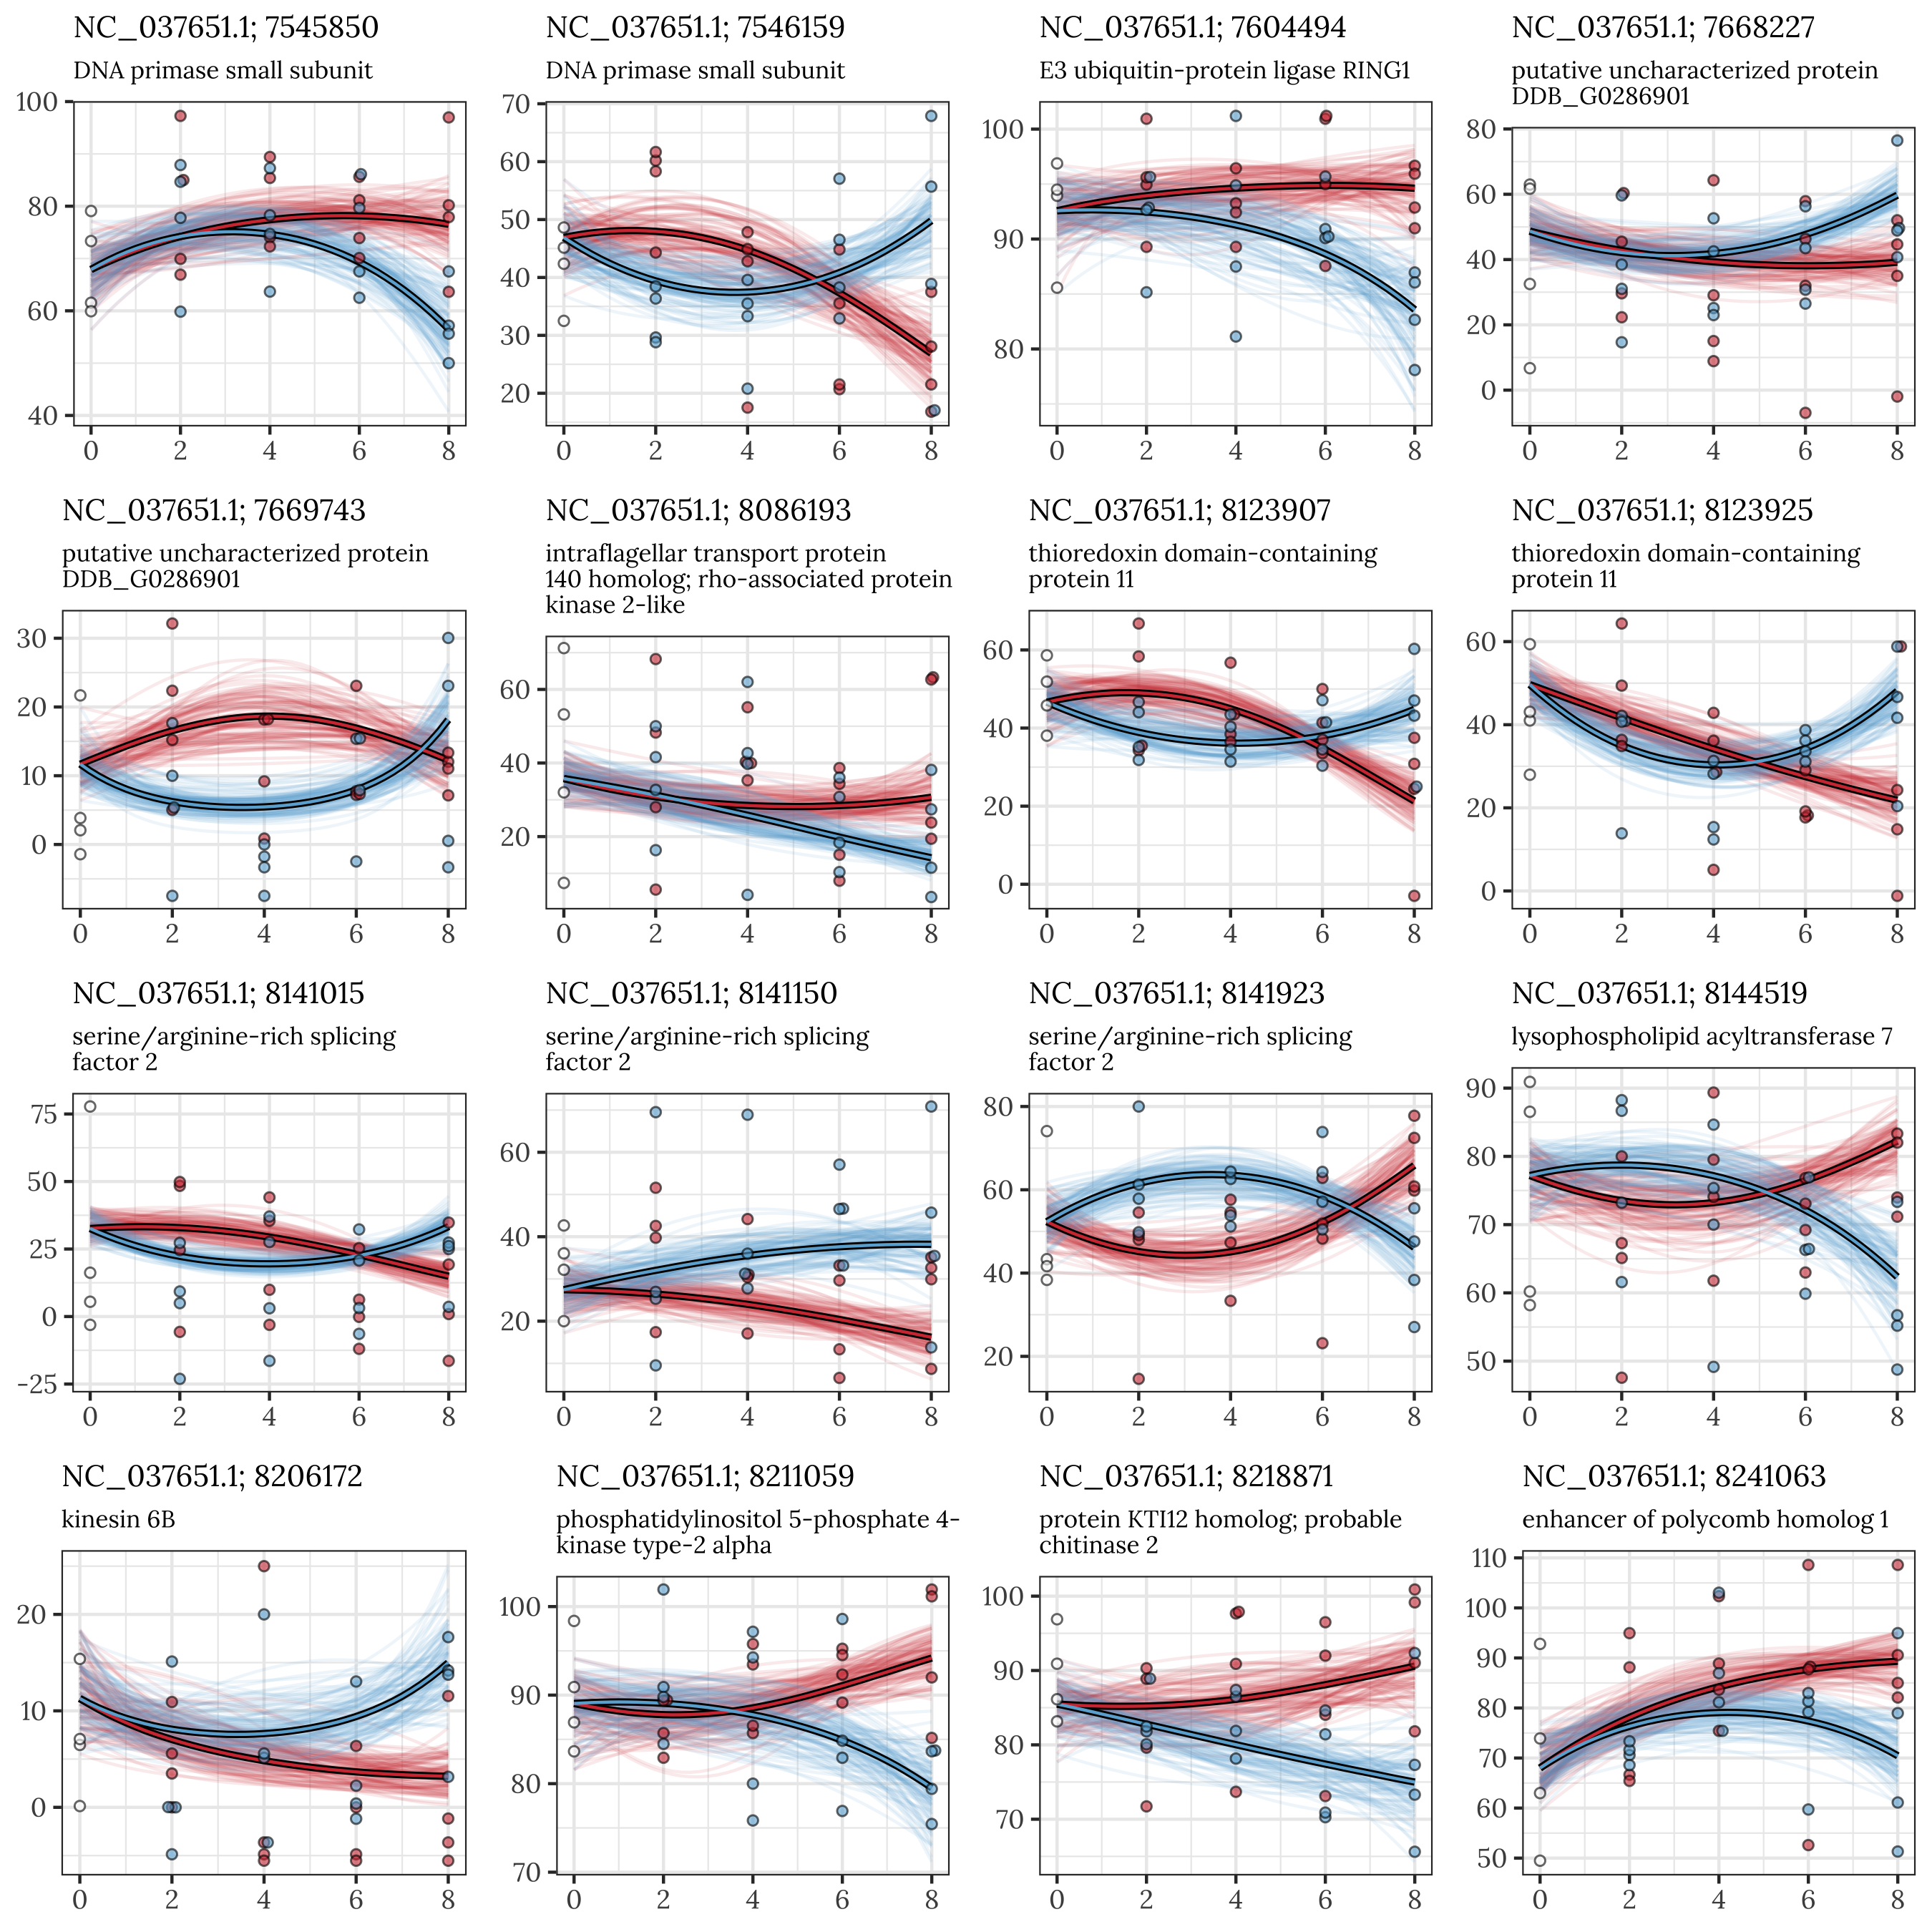 NC_037651.1; 7545850
DNA primase small subunit
100
80
60
40
0 2 4 6 8
NC_037651.1; 7546159
DNA primase small subunit
70
60
50
40
30
20
0 2 4 6 8
NC_037651.1; 7604494
E3 ubiquitin-protein ligase RING1
100
90
80
0 2 4 6 8
NC_037651.1; 7668227
putative uncharacterized protein
DDB_G0286901
80
60
40
20
0
0 2 4 6 8
NC_037651.1; 7669743
putative uncharacterized protein
DDB_G0286901
30
20
10
0
0 2 4 6 8
NC_037651.1; 8086193
intraflagellar transport protein
140 homolog; rho-associated protein
kinase 2-like
60
40
20
0 2 4 6 8
NC_037651.1; 8123907
thioredoxin domain-containing
protein 11
60
40
20
0
0 2 4 6 8
NC_037651.1; 8123925
thioredoxin domain-containing
protein 11
60
40
20
0
0 2 4 6 8
NC_037651.1; 8141015
serine/arginine-rich splicing
factor 2
75
50
25
0
−25
0 2 4 6 8
NC_037651.1; 8141150
serine/arginine-rich splicing
factor 2
60
40
20
0 2 4 6 8
NC_037651.1; 8141923
serine/arginine-rich splicing
factor 2
80
60
40
20
0 2 4 6 8
NC_037651.1; 8144519
lysophospholipid acyltransferase 7
90
80
70
60
50
0 2 4 6 8
NC_037651.1; 8206172
kinesin 6B
20
10
0
0 2 4 6 8
NC_037651.1; 8211059
phosphatidylinositol 5-phosphate 4-
kinase type-2 alpha
100
90
80
70
0 2 4 6 8
NC_037651.1; 8218871
protein KTI12 homolog; probable
chitinase 2
100
90
80
70
0 2 4 6 8
NC_037651.1; 8241063
enhancer of polycomb homolog 1
110
100
90
80
70
60
50
0 2 4 6 8